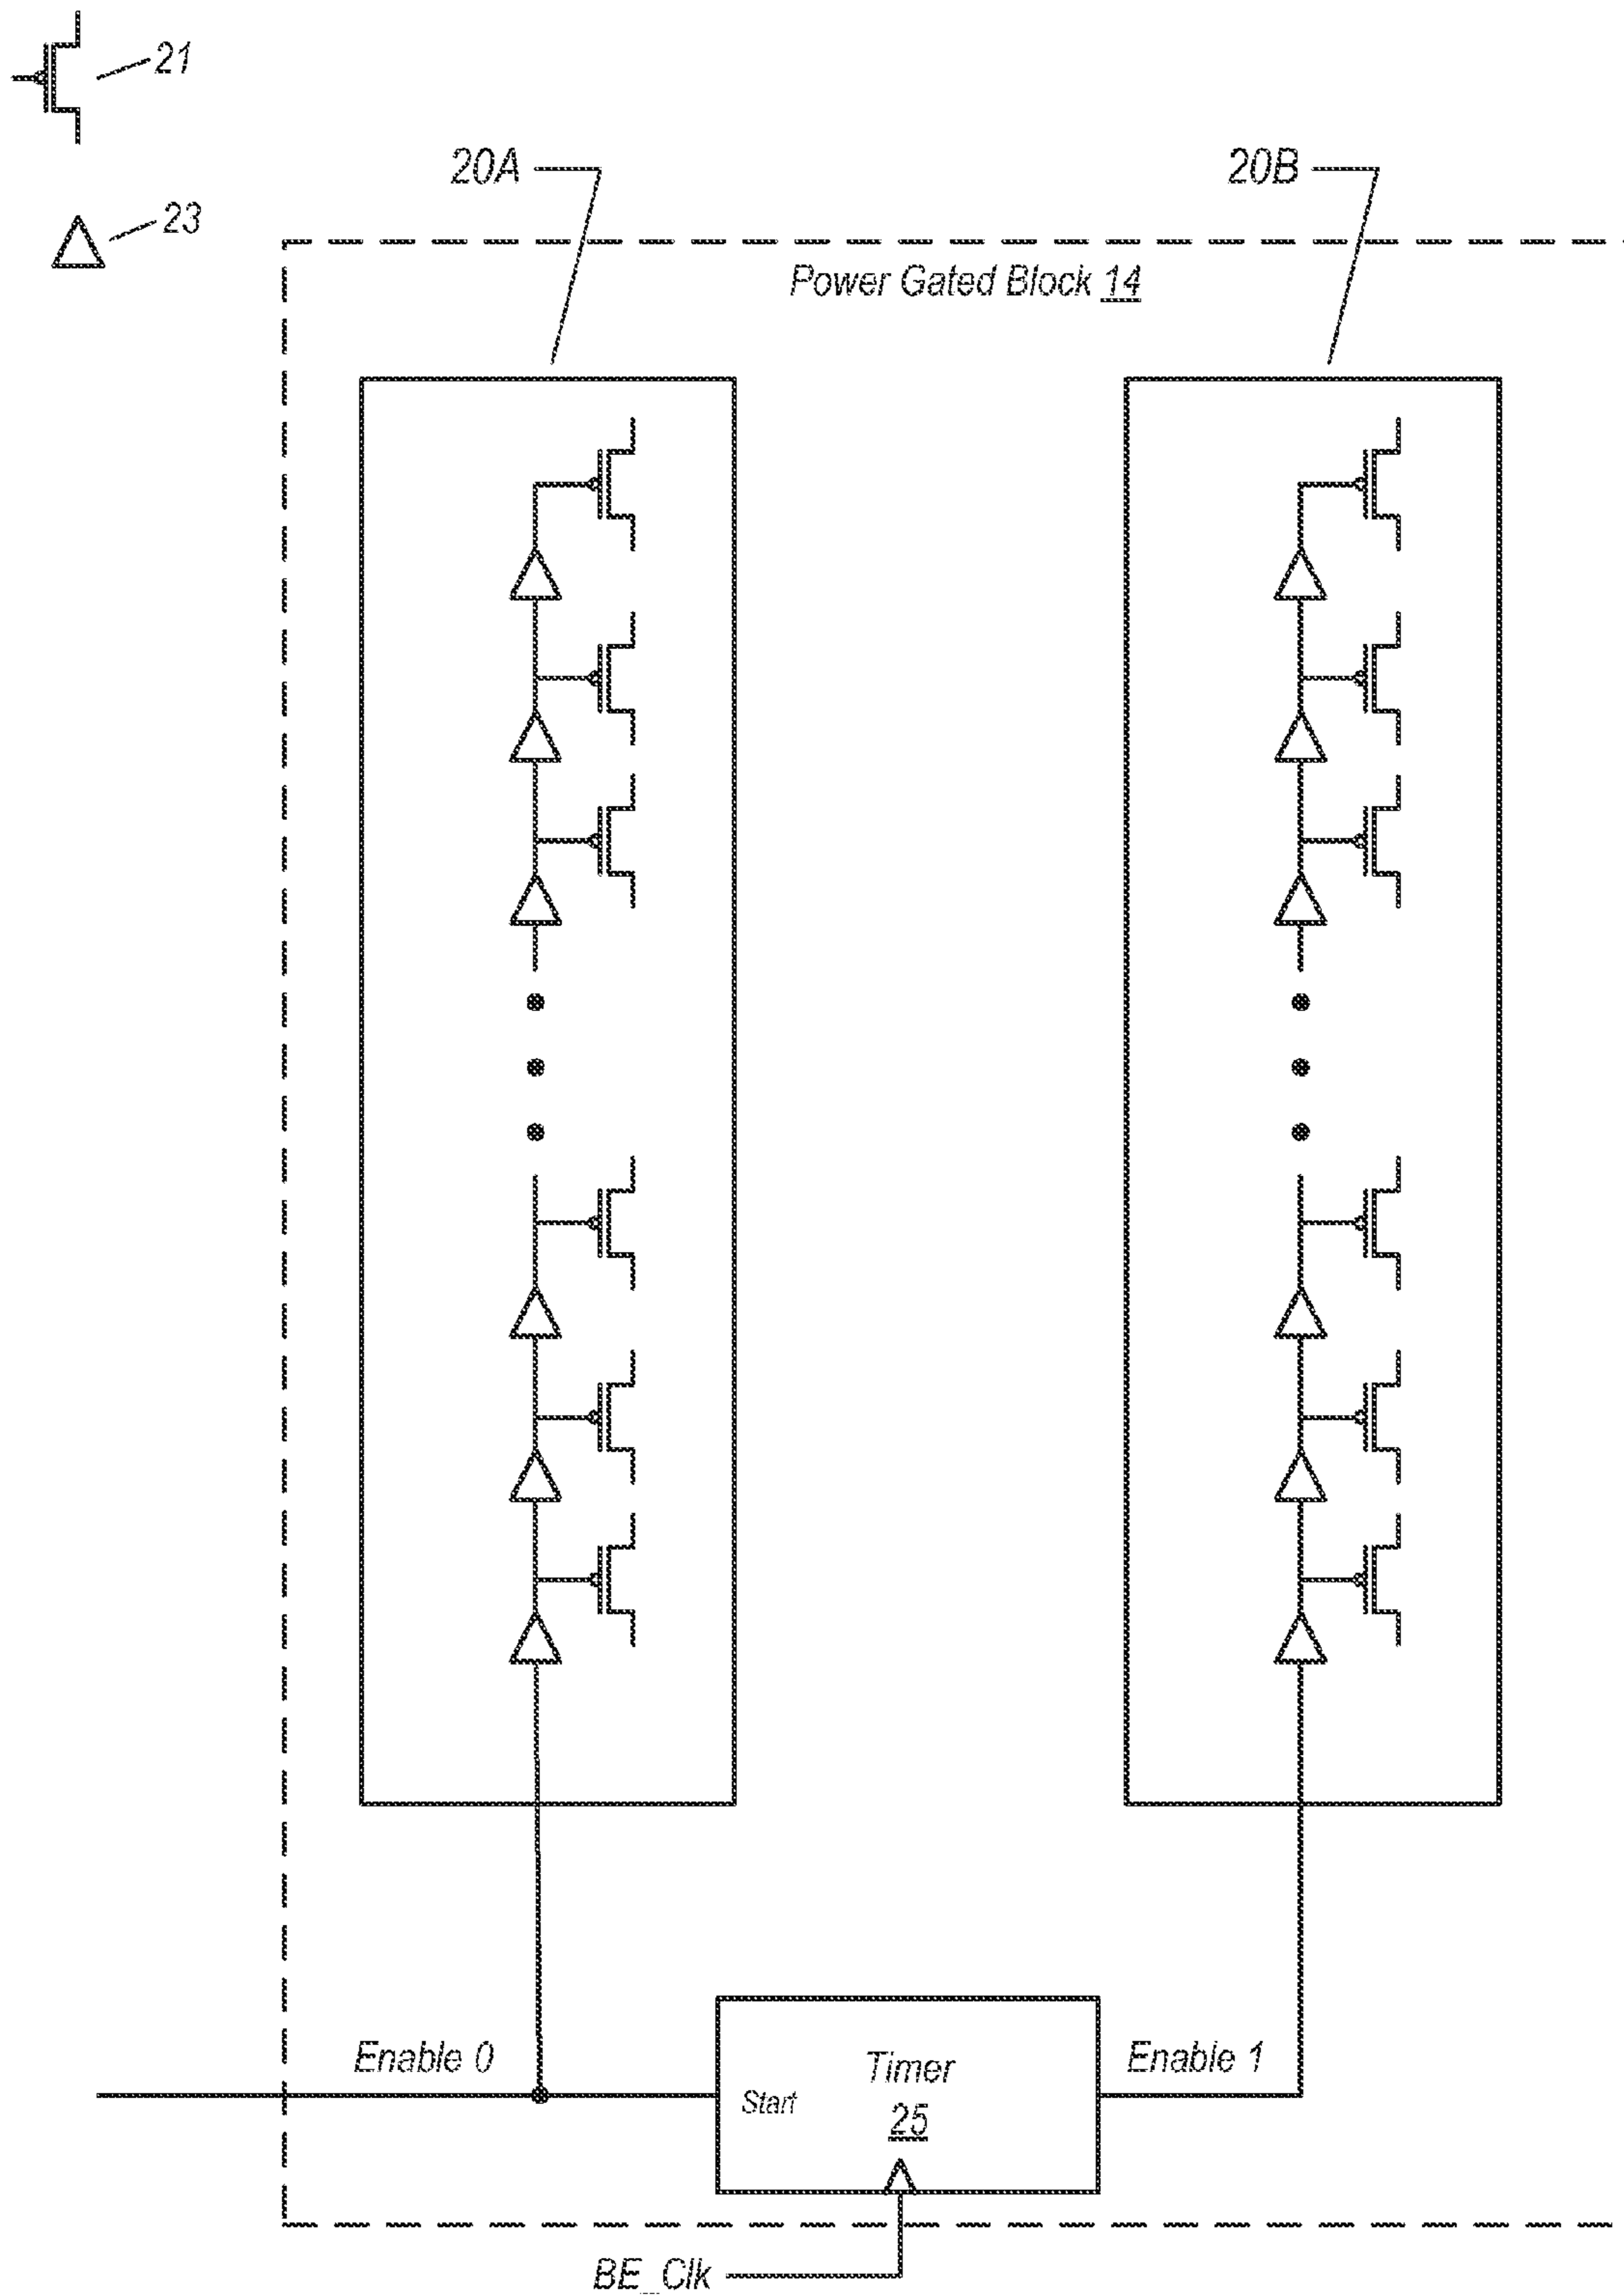 21
20A
20B
23
Power Gated Block 14
Enable 0
Timer
Enable 1
Start
25
BE_Clk